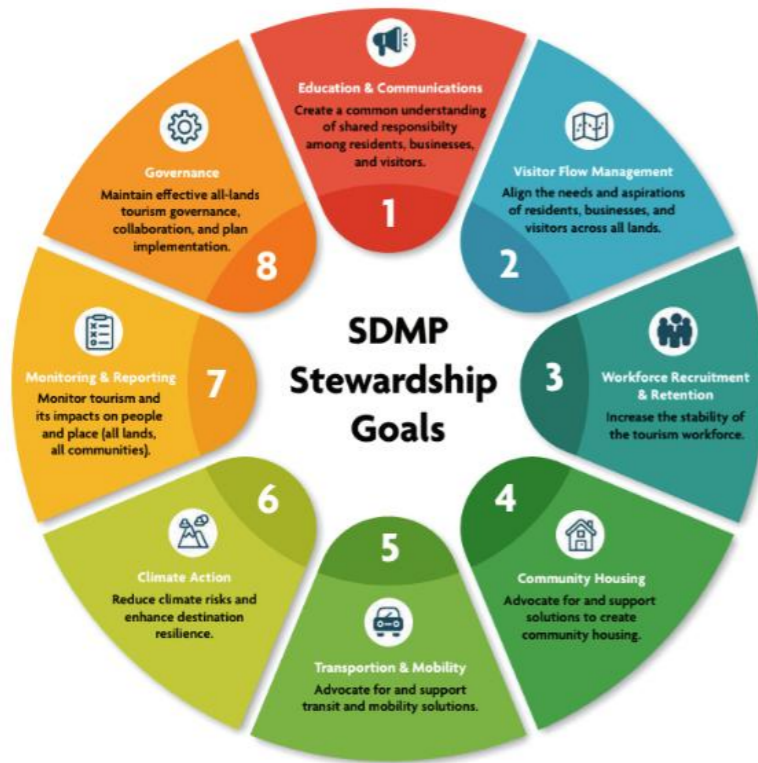 SDMP
Stewardship
Goals
Education & Communications
Create a common understanding
of shared responsibilty
among residents, businesses,
and visitors.
1
Visitor Flow Management
Align the needs and aspirations
of residents, businesses, and
visitors across all lands.
2
Workforce Recruitment
& Retention
Increase the stability of
the tourism workforce.
3
Community Housing
Advocate for and support
solutions to create
community housing.
4
5
Transportion & Mobility
Advocate for and support
transit and mobility solutions.
6
Climate Action
Reduce climate risks and
enhance destination
resilience.
7
Monitoring & Reporting
Monitor tourism and
its impacts on people
and place (all lands,
all communities).
8
Governance
Maintain effective all-lands
tourism governance,
collaboration, and plan
implementation.